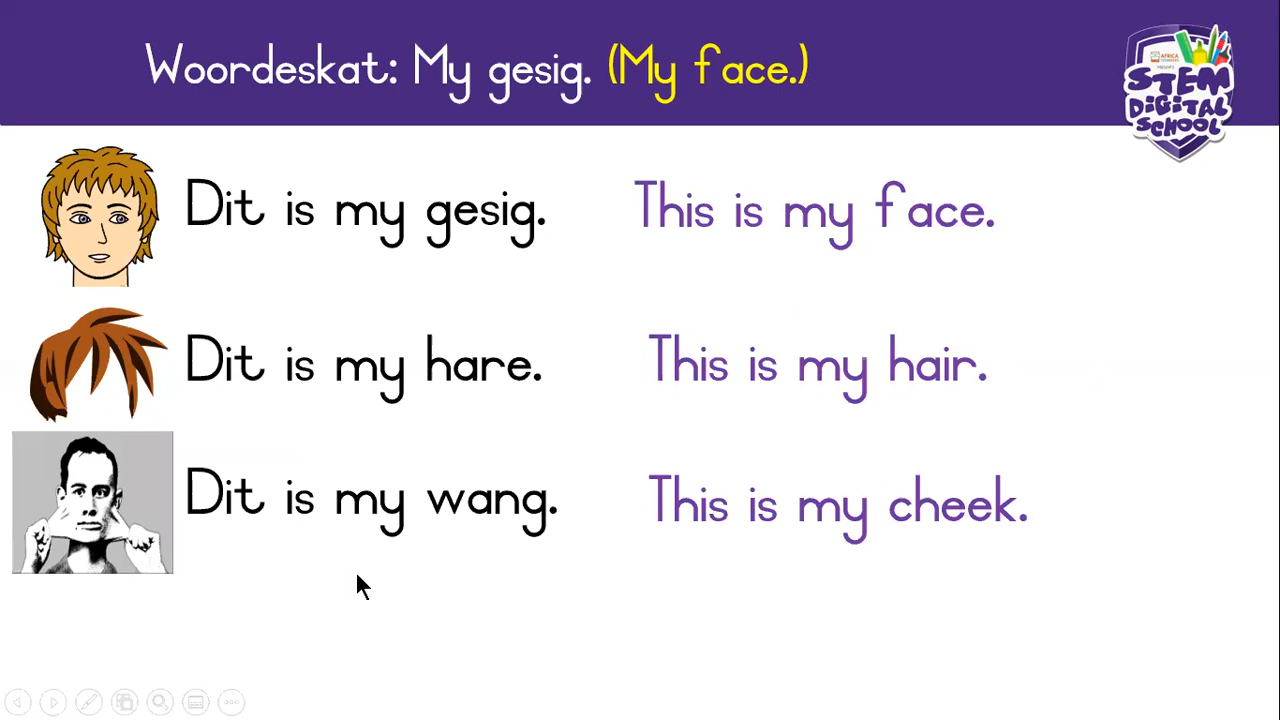 Woordeskat: My gesig. (My face.)
AFRICA
STEM
DIGITAL
SCHOOL
Dit is my gesig. This is my face.
Dit is my hare. This is my hair.
Dit is my wang. This is my cheek.